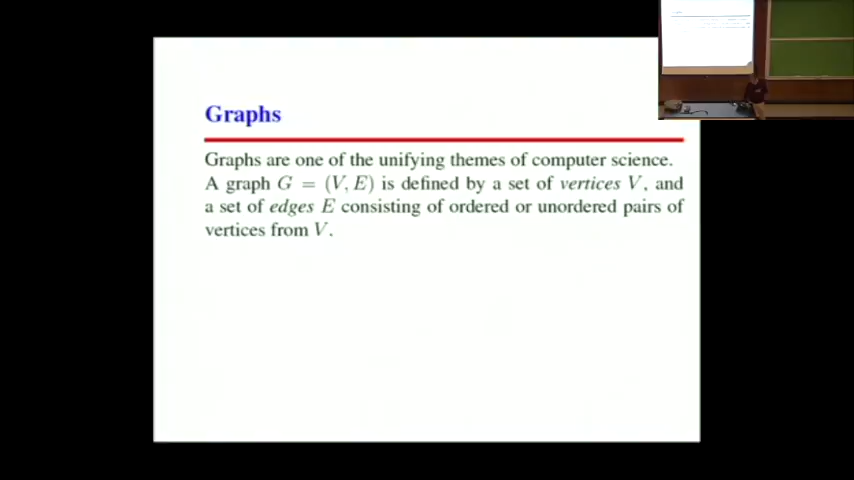 Graphs
Graphs are one of the unifying themes of computer science.
A graph G = (V, E) is defined by a set of vertices V, and
a set of edges E consisting of ordered or unordered pairs of
vertices from V.